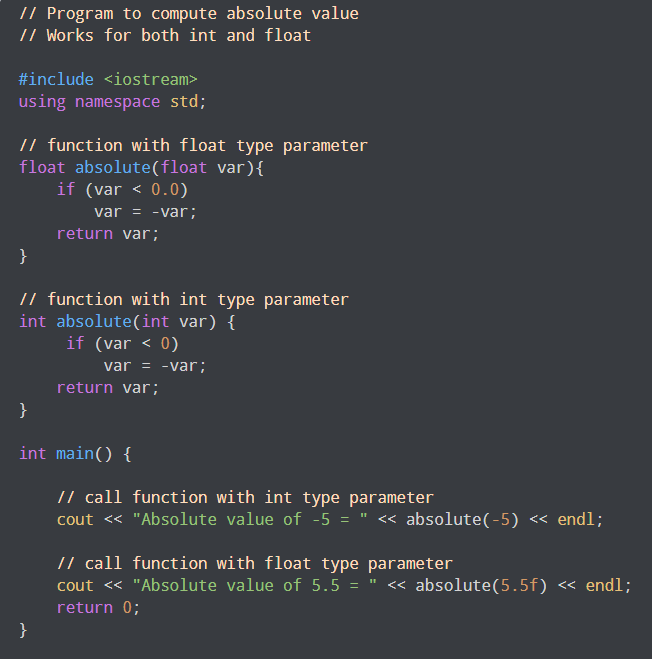 // Program to compute absolute value
// Works for both int and float

#include <iostream>
using namespace std;

// function with float type parameter
float absolute(float var){
    if (var < 0.0)
        var = -var;
    return var;
}

// function with int type parameter
int absolute(int var) {
     if (var < 0)
         var = -var;
    return var;
}

int main() {

    // call function with int type parameter
    cout << "Absolute value of -5 = " << absolute(-5) << endl;

    // call function with float type parameter
    cout << "Absolute value of 5.5 = " << absolute(5.5f) << endl;
    return 0;
}